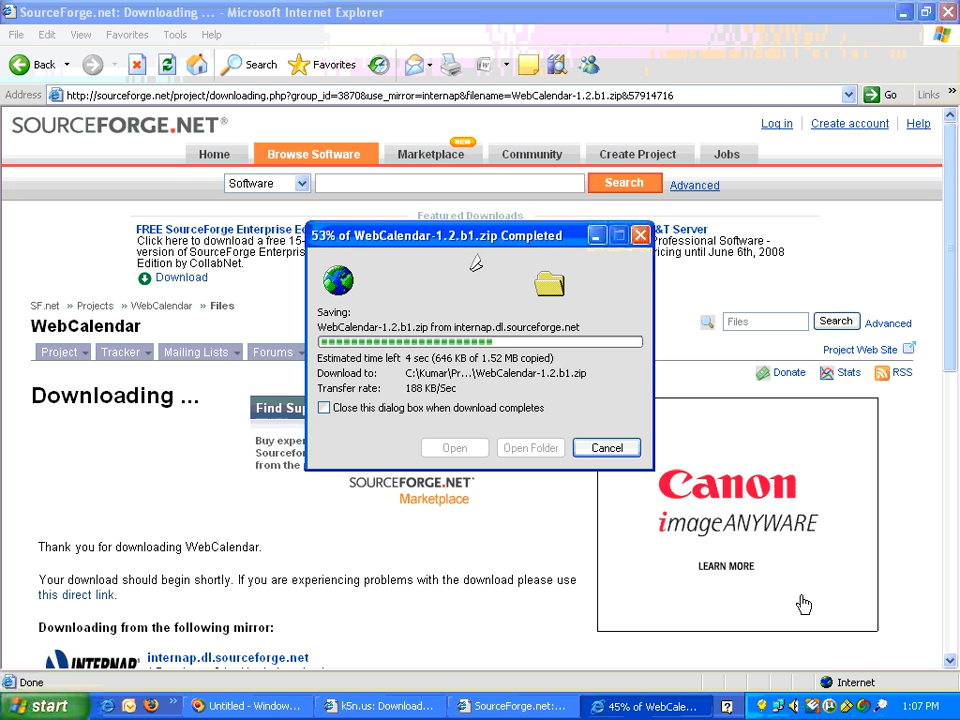 SourceForge.net: Downloading ... - Microsoft Internet Explorer
File Edit View Favorites Tools Help
Back Search Favorites
Address http://sourceforge.net/project/downloading.php?group_id=3870&use_mirror=internap&filename=WebCalendar-1.2.b1.zip&57914716 Go Links »
SOURCEFORGE.NET® Log in Create account Help
NEW
Home Browse Software Marketplace Community Create Project Jobs
Software Search Advanced
Featured Downloads
FREE SourceForge Enterprise E
&T Server
Click here to download a free 15-
Professional Software -
version of SourceForge Enterpris
ricing until June 6th, 2008
Edition by CollabNet.
Download
53% of WebCalendar-1.2.b1.zip Completed
Saving:
WebCalendar-1.2.b1.zip from internap.dl.sourceforge.net
Estimated time left 4 sec (646 KB of 1.52 MB copied)
Download to: C:\Kumar\Pr...\WebCalendar-1.2.b1.zip
Transfer rate: 188 KB/Sec
Close this dialog box when download completes
Open Open Folder Cancel
SF.net » Projects » WebCalendar » Files
WebCalendar
Files Search Advanced
Project Tracker Mailing Lists Forums
Project Web Site
Donate Stats RSS
Downloading ...
Find Su
Buy expe
Sourcefo
from the
SOURCEFORGE.NET®
Marketplace
Canon
imageANYWARE
LEARN MORE
Thank you for downloading WebCalendar.
Your download should begin shortly. If you are experiencing problems with the download please use
this direct link.
Downloading from the following mirror:
INTERNAP internap.dl.sourceforge.net
Done Internet
start » Untitled - Window... k5n.us: Download... SourceForge.net:... 45% of WebCale... 1:07 PM